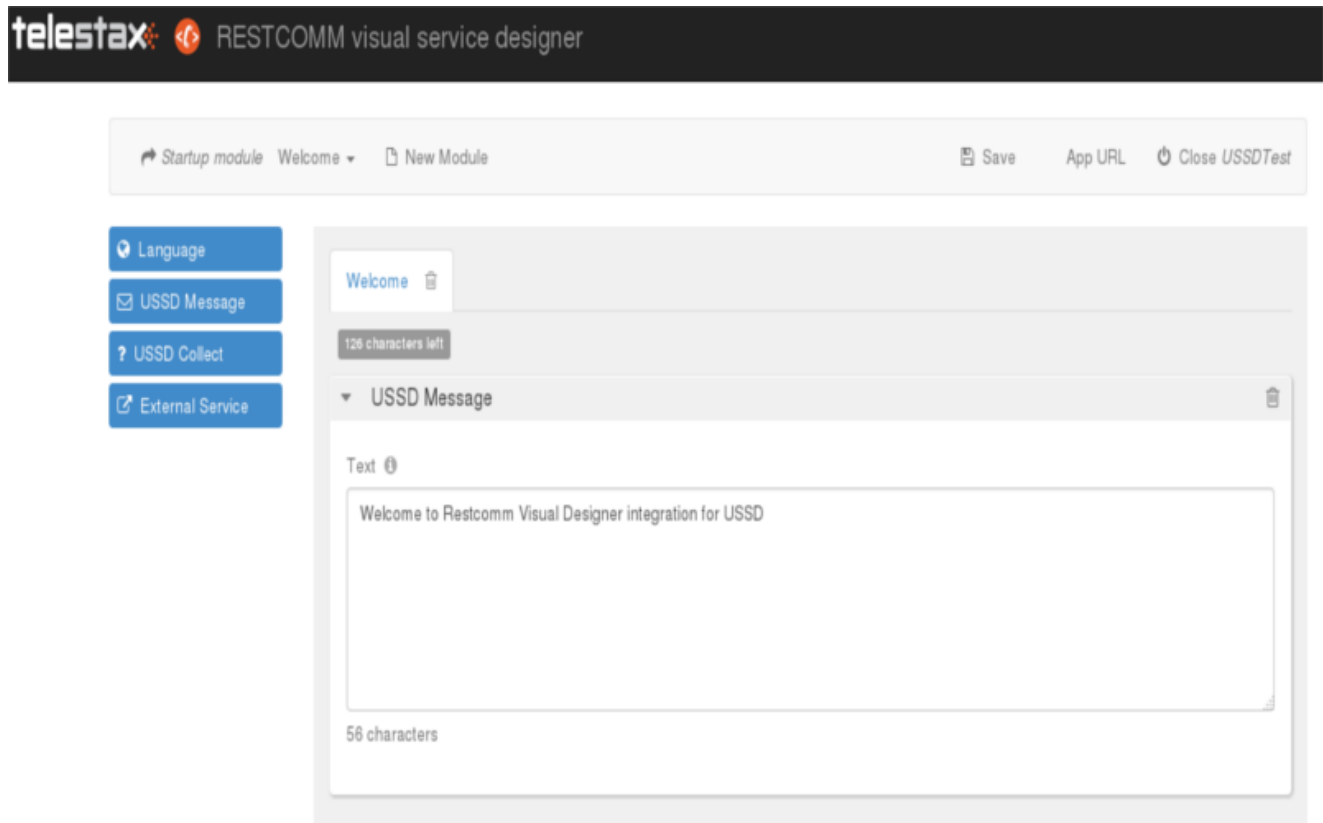 telestax RESTCOMM visual service designer
Startup module Welcome New Module Save App URL Close USSDTest
Language
USSD Message
? USSD Collect
External Service
Welcome
126 characters left
USSD Message
Text
Welcome to Restcomm Visual Designer integration for USSD
56 characters